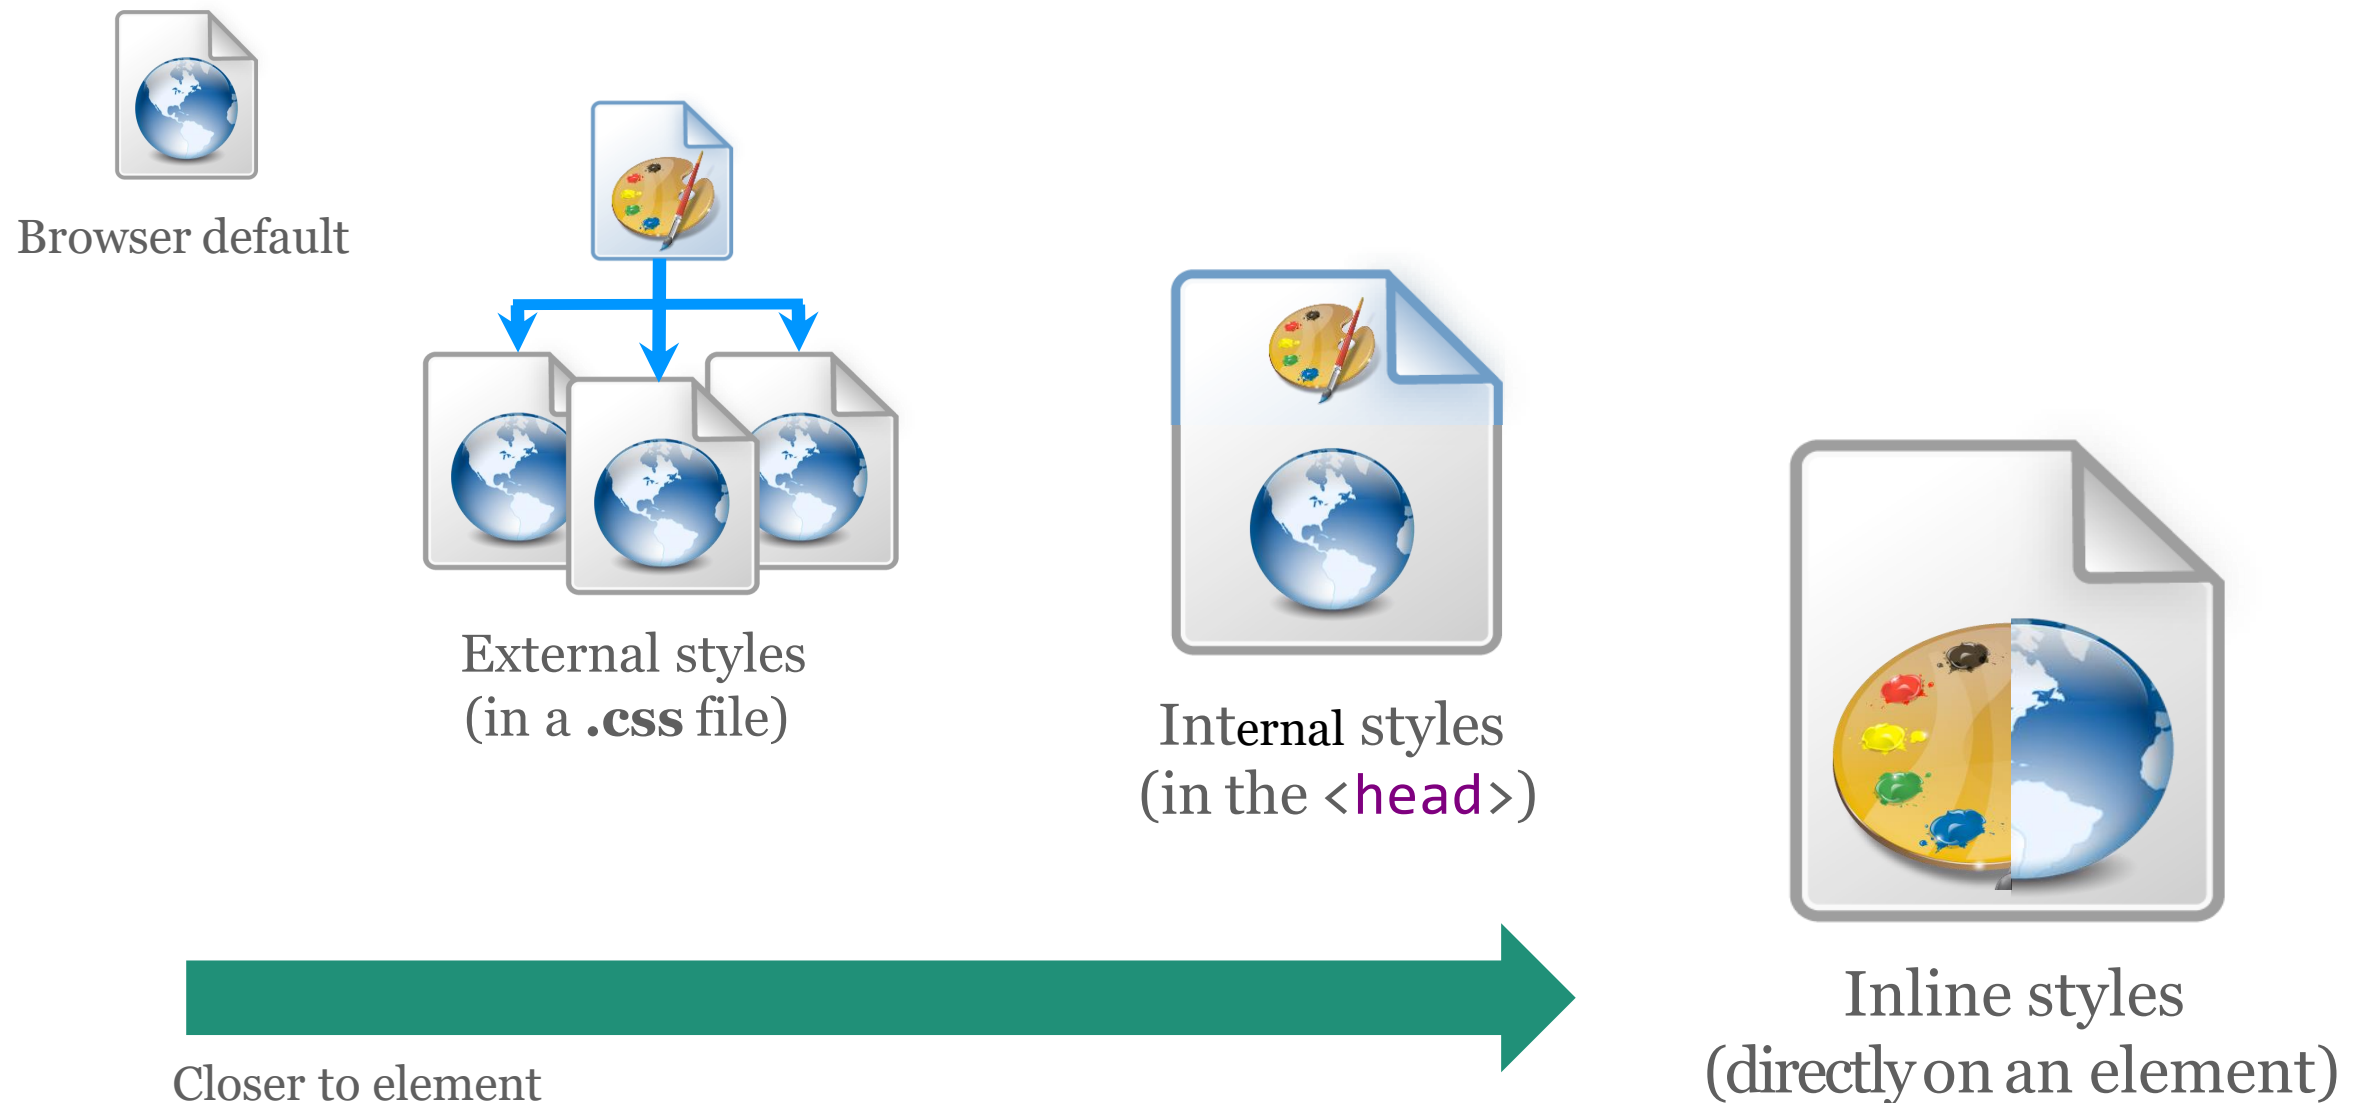 Browser default
External styles
(in a .css file)
Internal styles
(in the <head>)
Inline styles
(directly on an element)
Closer to element